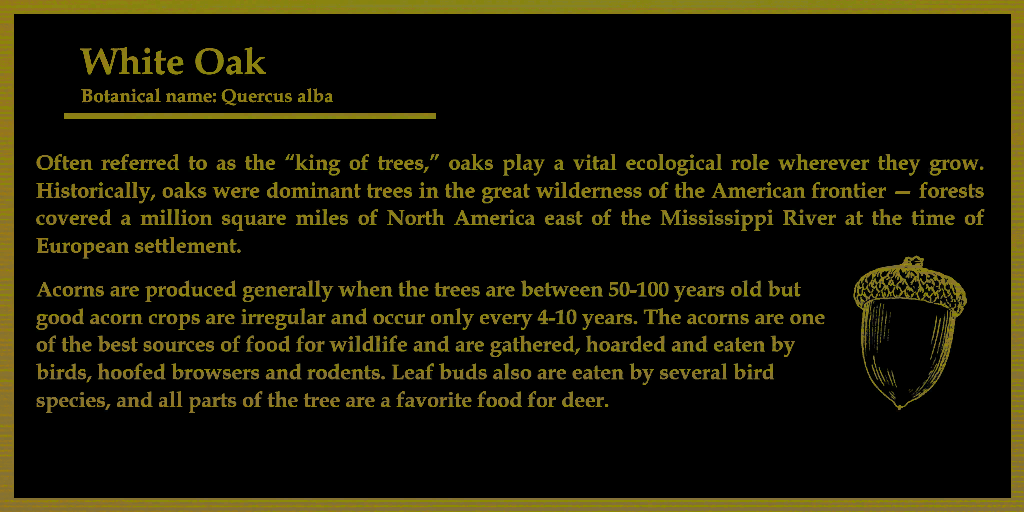 White Oak
Botanical name: Quercus alba
Often referred to as the “king of trees,” oaks play a vital ecological role wherever they grow.
Historically, oaks were dominant trees in the great wilderness of the American frontier — forests
covered a million square miles of North America east of the Mississippi River at the time of
European settlement.
Acorns are produced generally when the trees are between 50-100 years old but
good acorn crops are irregular and occur only every 4-10 years. The acorns are one
of the best sources of food for wildlife and are gathered, hoarded and eaten by
birds, hoofed browsers and rodents. Leaf buds also are eaten by several bird
species, and all parts of the tree are a favorite food for deer.